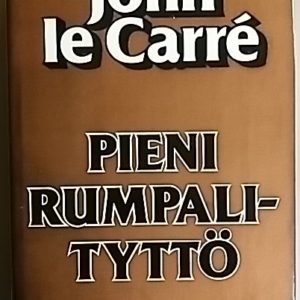 John
le Carré
PIENI
RUMPALI-
TYTTÖ